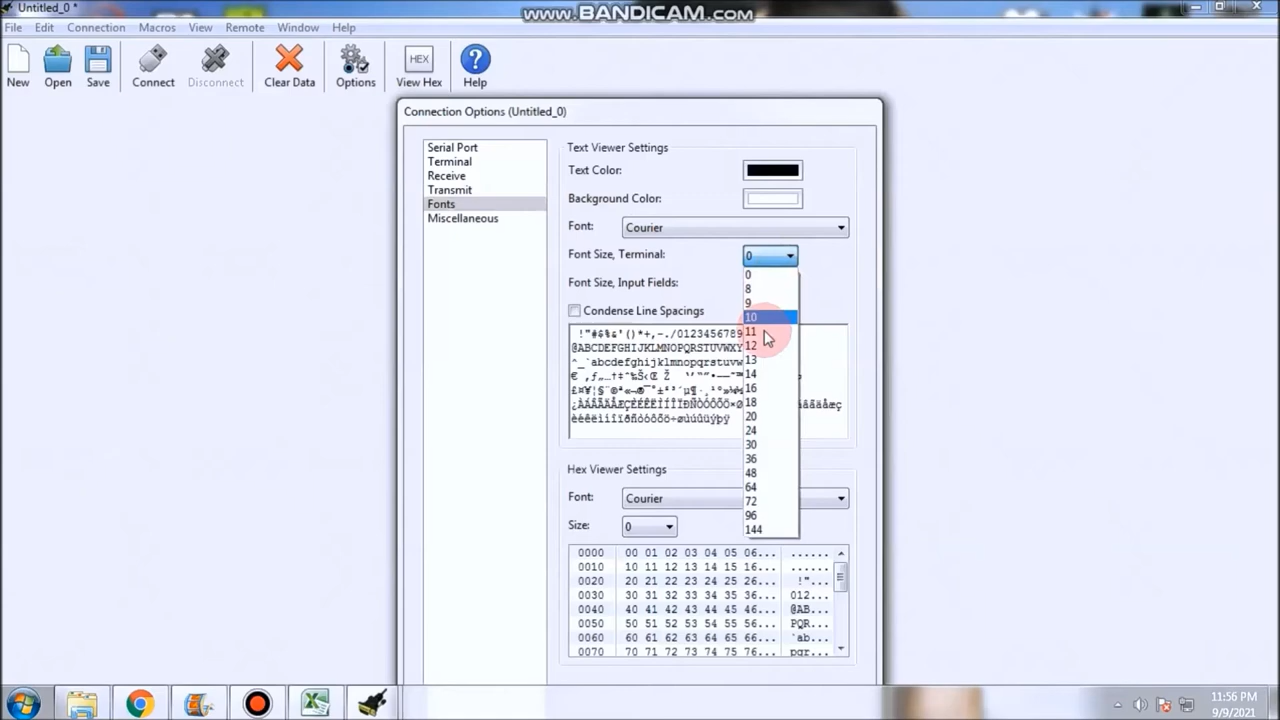 Untitled_0 *
www.BANDICAM.com
File Edit Connection Macros View Remote Window Help
New Open Save Connect Disconnect Clear Data Options HEX View Hex Help
Connection Options (Untitled_0)
Serial Port
Terminal
Receive
Transmit
Fonts
Miscellaneous
Text Viewer Settings
Text Color:
Background Color:
Font: Courier
Font Size, Terminal: 0
Font Size, Input Fields:
Condense Line Spacings
0
8
9
10
11
12
13
14
16
18
20
24
30
36
48
64
72
96
144
!"#$%&'()*+,-./0123456789
@ABCDEFGHIJKLMNOPQRSTUVWXY
^_`abcdefghijklmnopqrstuvw
Hex Viewer Settings
Font: Courier
Size: 0
0000 00 01 02 03 04 05 06... ......
0010 10 11 12 13 14 15 16... ......
0020 20 21 22 23 24 25 26... !"...
0030 30 31 32 33 34 35 36... 012...
0040 40 41 42 43 44 45 46... @AB...
0050 50 51 52 53 54 55 56... PQR...
0060 60 61 62 63 64 65 66... `ab...
0070 70 71 72 73 74 75 76... pqr...
11:56 PM
9/9/2021